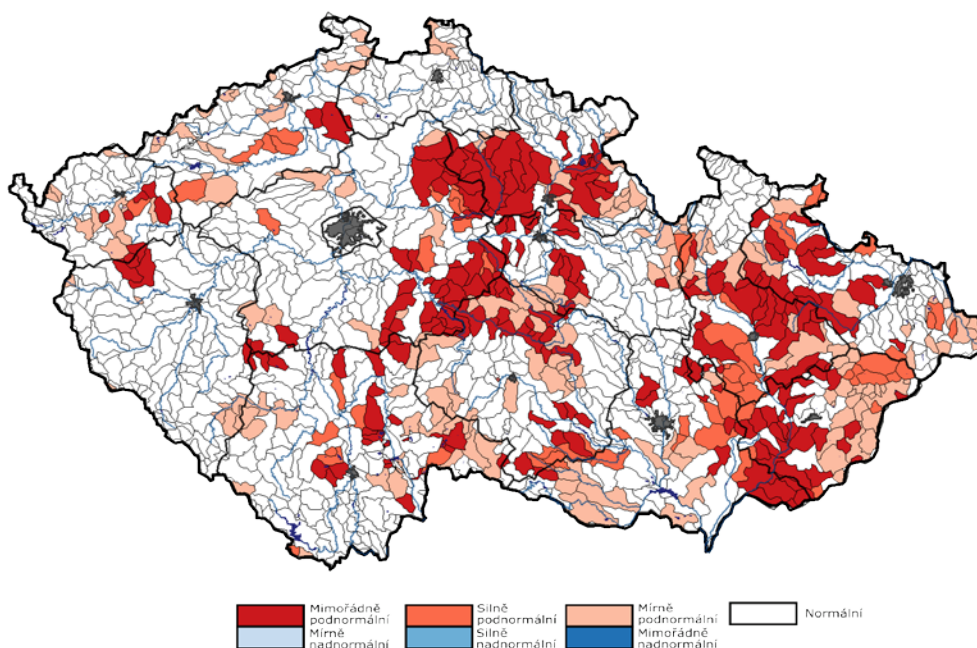 Mimořádně
podnormální
Silně
podnormální
Mírně
podnormální
Normální
Mírně
nadnormální
Silně
nadnormální
Mimořádně
nadnormální